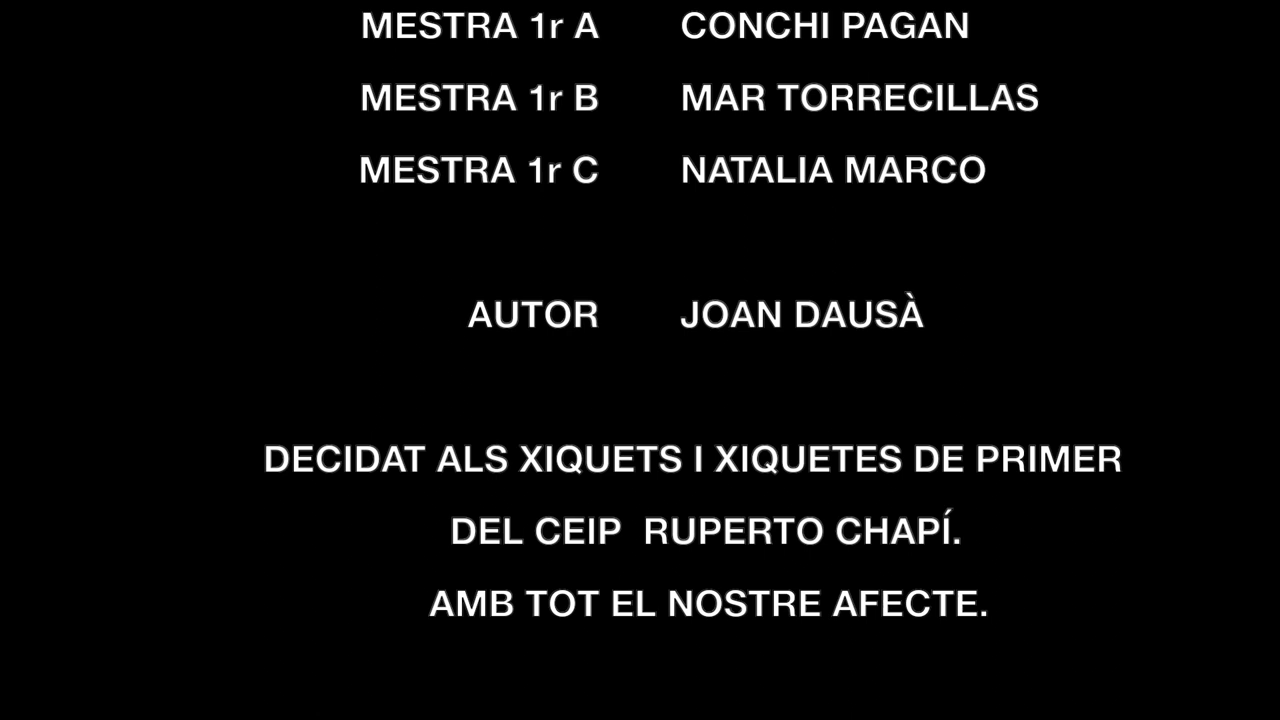 MESTRA 1r A CONCHI PAGAN
MESTRA 1r B MAR TORRECILLAS
MESTRA 1r C NATALIA MARCO
AUTOR JOAN DAUSÀ
DECIDAT ALS XIQUETS I XIQUETES DE PRIMER
DEL CEIP RUPERTO CHAPÍ.
AMB TOT EL NOSTRE AFECTE.